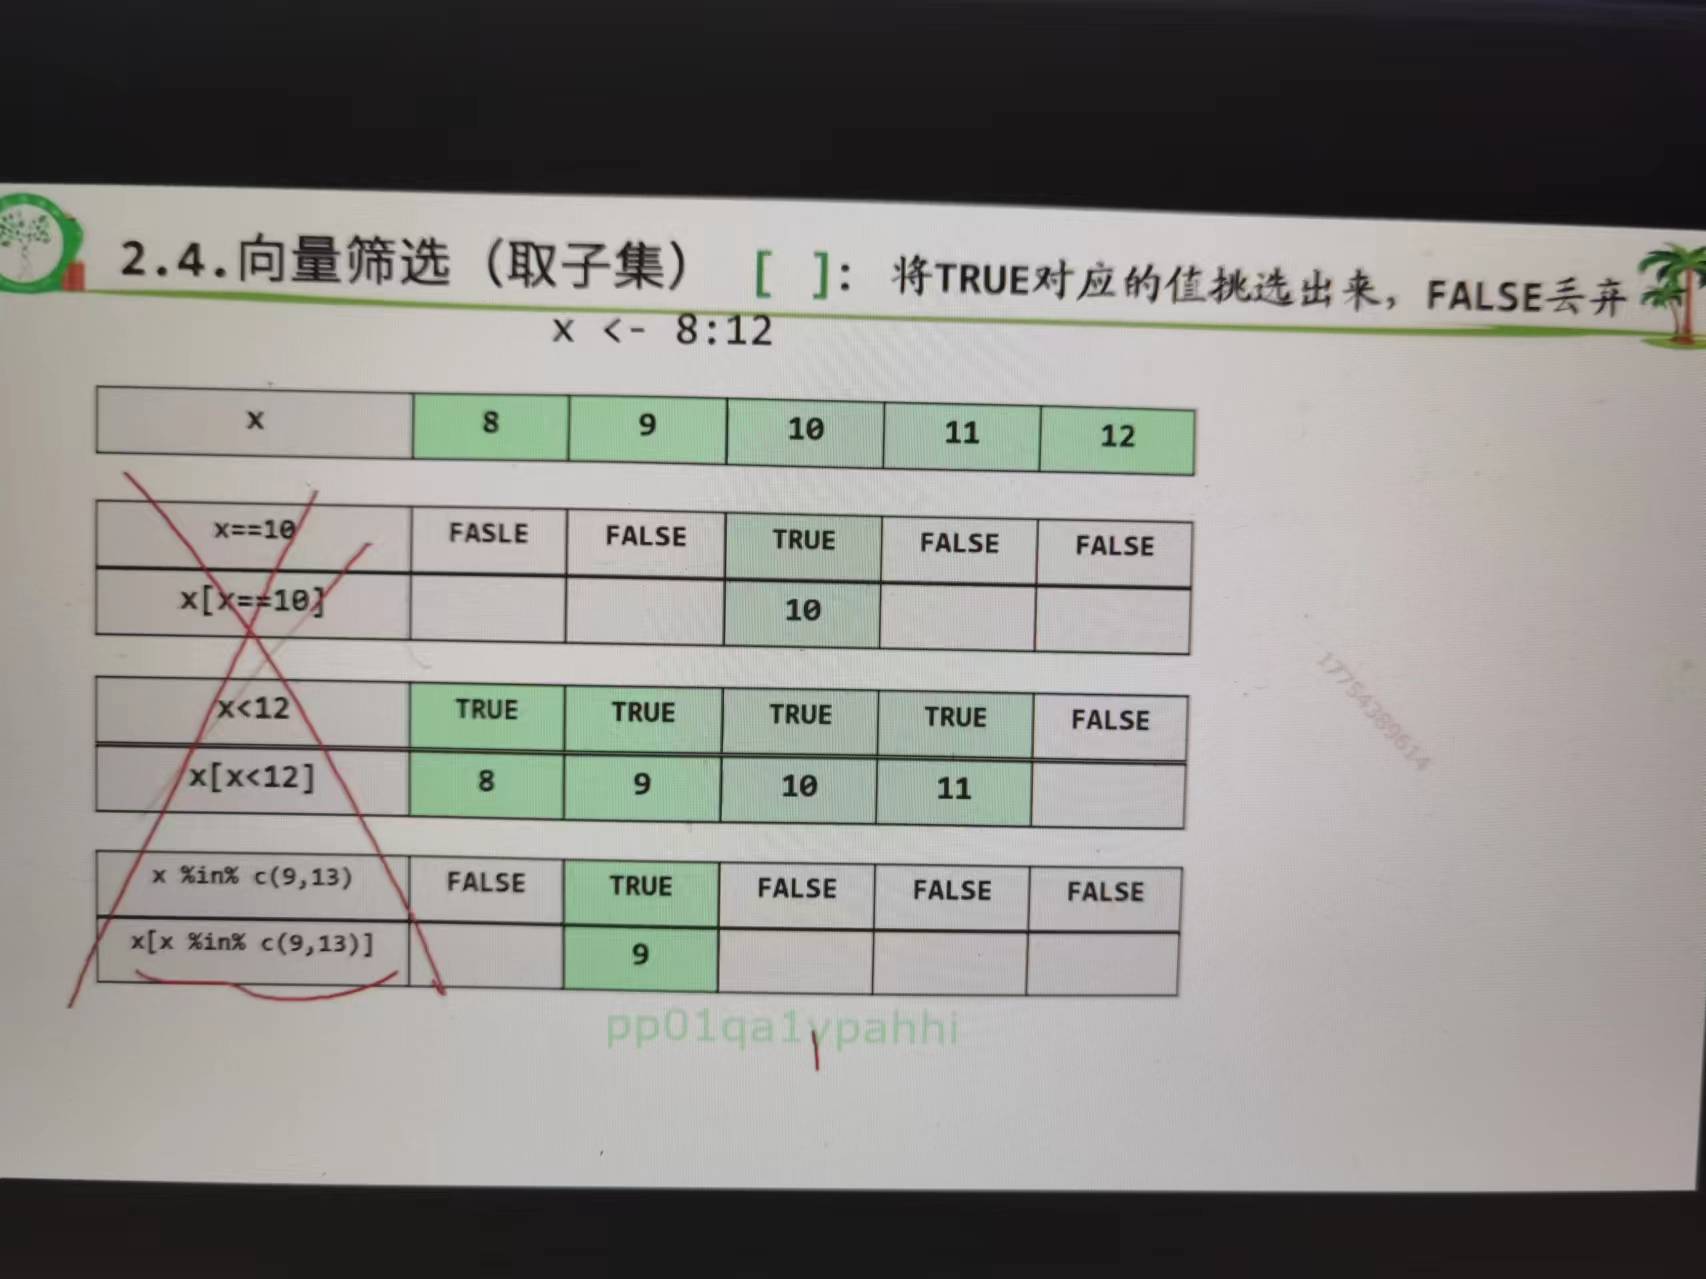 2.4.向量筛选（取子集） [ ]: 将TRUE对应的值挑选出来，FALSE丢弃
x <- 8:12
x 8 9 10 11 12
x==10 FASLE FALSE TRUE FALSE FALSE
x[x==10] 10
x<12 TRUE TRUE TRUE TRUE FALSE
x[x<12] 8 9 10 11
x %in% c(9,13) FALSE TRUE FALSE FALSE FALSE
x[x %in% c(9,13)] 9
17754389614
pp01qa1ypahhi